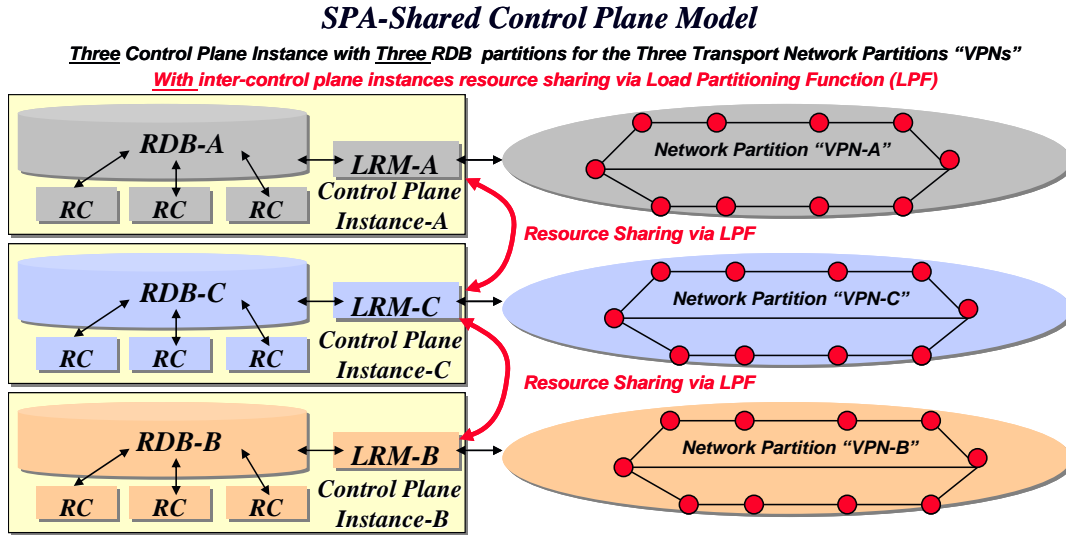 SPA-Shared Control Plane Model
Three Control Plane Instance with Three RDB partitions for the Three Transport Network Partitions “VPNs”
With inter-control plane instances resource sharing via Load Partitioning Function (LPF)
RDB-A
LRM-A
RC
RC
RC
Control Plane
Instance-A
Network Partition “VPN-A”
Resource Sharing via LPF
RDB-C
LRM-C
RC
RC
RC
Control Plane
Instance-C
Network Partition “VPN-C”
Resource Sharing via LPF
RDB-B
LRM-B
RC
RC
RC
Control Plane
Instance-B
Network Partition “VPN-B”